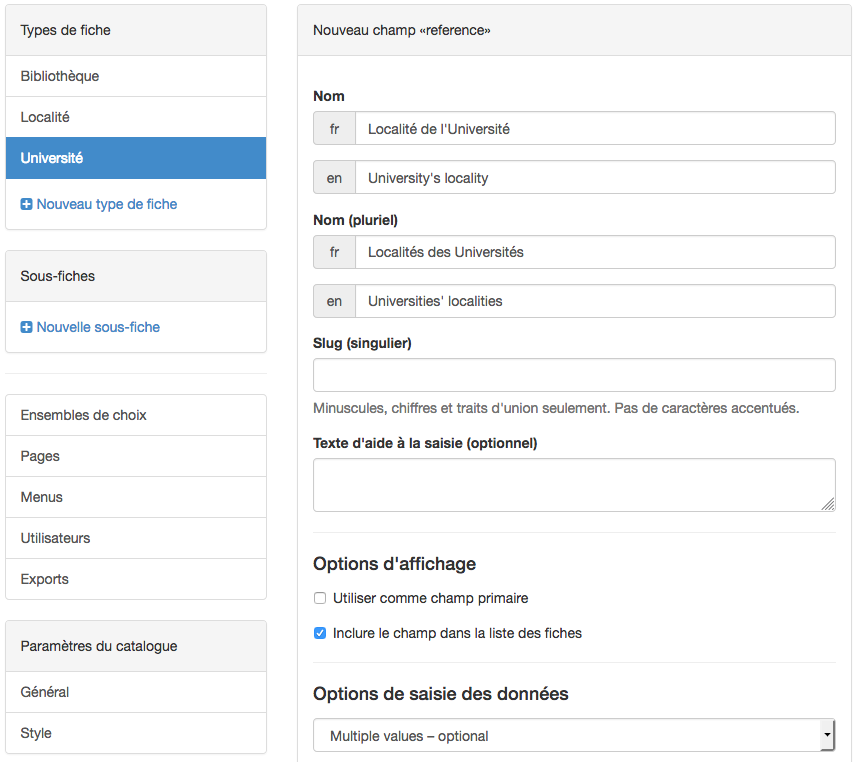 Types de fiche
Bibliothèque
Localité
Université
Nouveau type de fiche
Sous-fiches
Nouvelle sous-fiche
Ensembles de choix
Pages
Menus
Utilisateurs
Exports
Paramètres du catalogue
Général
Style
Nouveau champ «reference»
Nom
fr Localité de l'Université
en University's locality
Nom (pluriel)
fr Localités des Universités
en Universities' localities
Slug (singulier)
Minuscules, chiffres et traits d'union seulement. Pas de caractères accentués.
Texte d'aide à la saisie (optionnel)
Options d'affichage
Utiliser comme champ primaire
Inclure le champ dans la liste des fiches
Options de saisie des données
Multiple values – optional